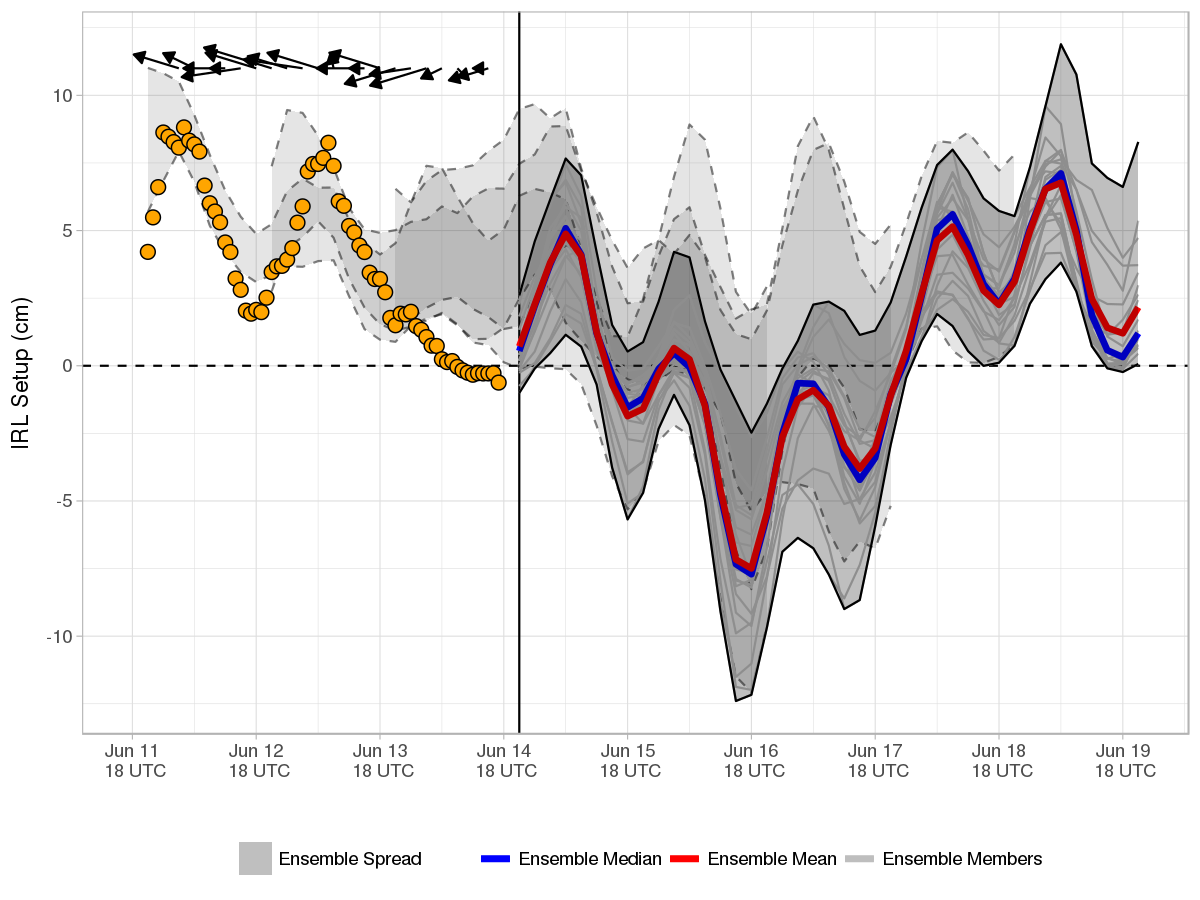 IRL Setup (cm)
10
5
0
-5
-10
Jun 11 Jun 12 Jun 13 Jun 14 Jun 15 Jun 16 Jun 17 Jun 18 Jun 19
18 UTC 18 UTC 18 UTC 18 UTC 18 UTC 18 UTC 18 UTC 18 UTC 18 UTC
Ensemble Spread Ensemble Median Ensemble Mean Ensemble Members